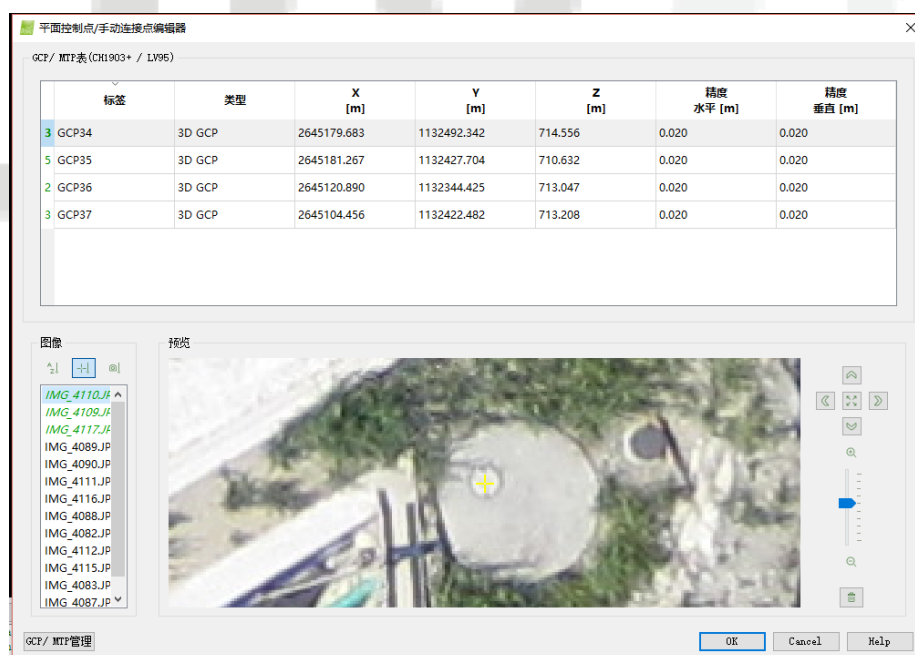 平面控制点/手动连接点编辑器
GCP/ MTP表(CH1903+ / LV95)
标签 类型 X [m] Y [m] Z [m] 精度 水平 [m] 精度 垂直 [m]
3 GCP34 3D GCP 2645179.683 1132492.342 714.556 0.020 0.020
5 GCP35 3D GCP 2645181.267 1132427.704 710.632 0.020 0.020
2 GCP36 3D GCP 2645120.890 1132344.425 713.047 0.020 0.020
3 GCP37 3D GCP 2645104.456 1132422.482 713.208 0.020 0.020
图像 预览
IMG_4110.JP
IMG_4109.JP
IMG_4117.JP
IMG_4089.JP
IMG_4090.JP
IMG_4111.JP
IMG_4116.JP
IMG_4088.JP
IMG_4082.JP
IMG_4112.JP
IMG_4115.JP
IMG_4083.JP
IMG_4087.JP
GCP/ MTP管理 OK Cancel Help